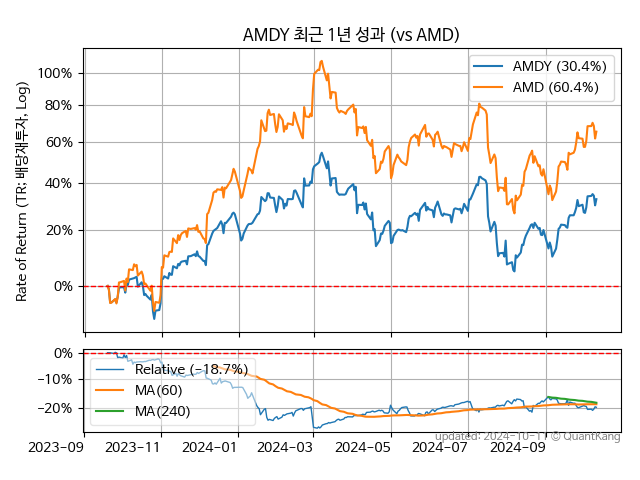 AMDY 최근 1년 성과 (vs AMD)
Rate of Return (TR: 배당재투자, Log)
100%
80%
60%
40%
20%
0%
AMDY (30.4%)
AMD (60.4%)
0%
−10%
−20%
Relative (−18.7%)
MA(60)
MA(240)
2023-09
2023-11
2024-01
2024-03
2024-05
2024-07
2024-09
updated: 2024-10-11 © QuantKang